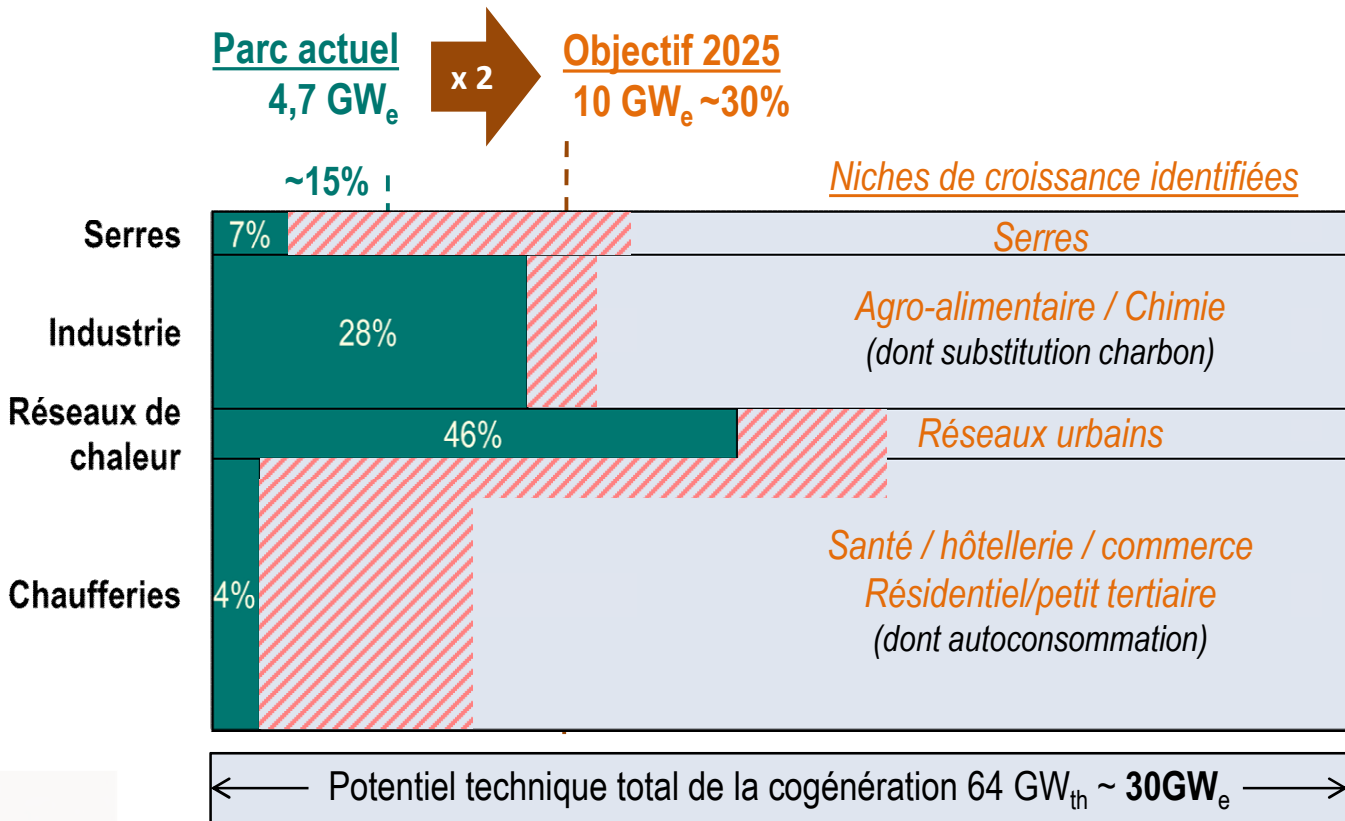 Parc actuel
4,7 GWe
x 2
Objectif 2025
10 GWe ~30%
~15%
Niches de croissance identifiées
Serres
7%
Serres
Industrie
28%
Agro-alimentaire / Chimie
(dont substitution charbon)
Réseaux de
chaleur
46%
Réseaux urbains
Chaufferies
4%
Santé / hôtellerie / commerce
Résidentiel/petit tertiaire
(dont autoconsommation)
Potentiel technique total de la cogénération 64 GWth ~ 30GWe